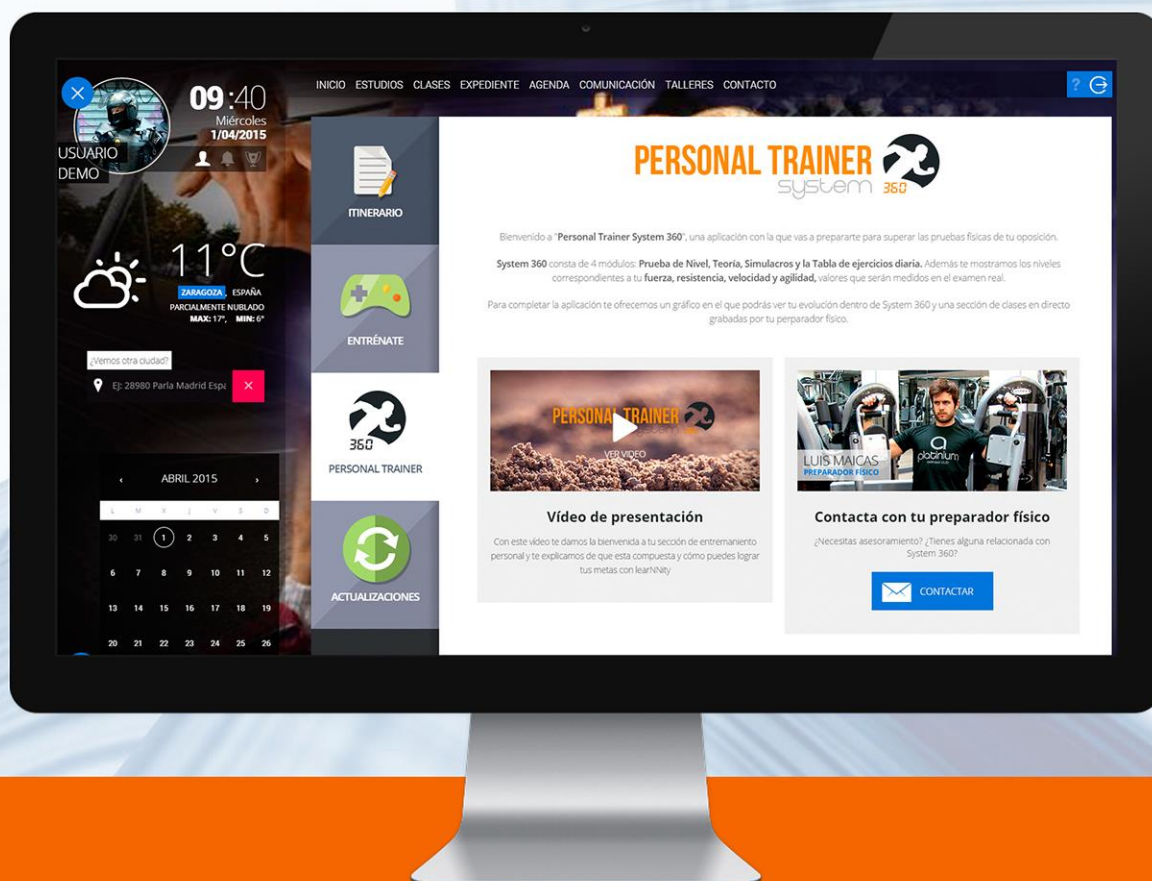 INICIO ESTUDIOS CLASES EXPEDIENTE AGENDA COMUNICACIÓN TALLERES CONTACTO
?
09:40
Miércoles
1/04/2015
USUARIO
DEMO
11°C
ZARAGOZA, ESPAÑA
PARCIALMENTE NUBLADO
MAX: 17°, MIN: 6°
¿Vemos otra ciudad?
Ej: 28980 Parla Madrid Espa
ABRIL 2015
L M X J V S D
30 31 1 2 3 4 5
6 7 8 9 10 11 12
13 14 15 16 17 18 19
20 21 22 23 24 25 26
ITINERARIO
ENTRÉNATE
360
PERSONAL TRAINER
ACTUALIZACIONES
PERSONAL TRAINER
system 360
Bienvenido a "Personal Trainer System 360", una aplicación con la que vas a prepararte para superar las pruebas físicas de tu oposición.
System 360 consta de 4 módulos: Prueba de Nivel, Teoría, Simulacros y la Tabla de ejercicios diaria. Además te mostramos los niveles
correspondientes a tu fuerza, resistencia, velocidad y agilidad, valores que serán medidos en el examen real.
Para completar la aplicación te ofrecemos un gráfico en el que podrás ver tu evolución dentro de System 360 y una sección de clases en directo
grabadas por tu perparador físico.
PERSONAL TRAINER
system 360
VER VIDEO
Vídeo de presentación
Con este vídeo te damos la bienvenida a tu sección de entremaniento
personal y te explicamos de que esta compuesta y cómo puedes lograr
tus metas con learNNity
platinium
LUIS MAICAS
PREPARADOR FÍSICO
Contacta con tu preparador físico
¿Necesitas asesoramiento? ¿Tienes alguna relacionada con
System 360?
CONTACTAR